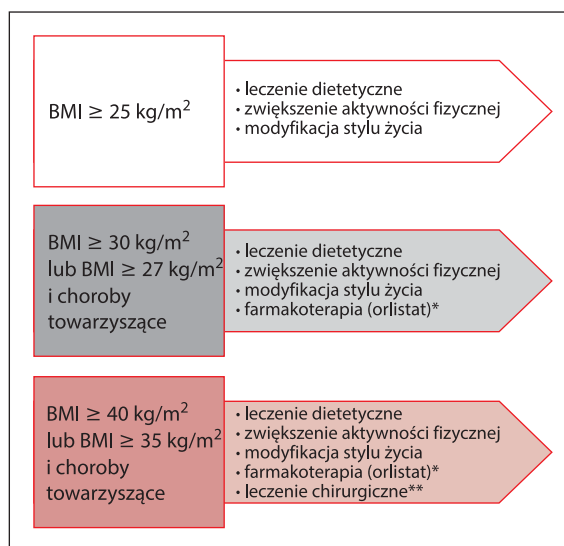 BMI ≥ 25 kg/m²
• leczenie dietetyczne
• zwiększenie aktywności fizycznej
• modyfikacja stylu życia
BMI ≥ 30 kg/m²
lub BMI ≥ 27 kg/m²
i choroby
towarzyszące
• leczenie dietetyczne
• zwiększenie aktywności fizycznej
• modyfikacja stylu życia
• farmakoterapia (orlistat)*
BMI ≥ 40 kg/m²
lub BMI ≥ 35 kg/m²
i choroby
towarzyszące
• leczenie dietetyczne
• zwiększenie aktywności fizycznej
• modyfikacja stylu życia
• farmakoterapia (orlistat)*
• leczenie chirurgiczne**